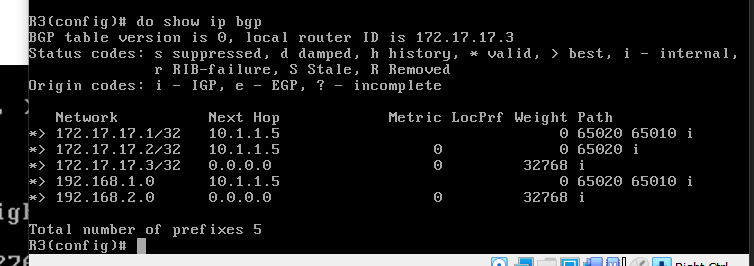 R3(config)# do show ip bgp
BGP table version is 0, local router ID is 172.17.17.3
Status codes: s suppressed, d damped, h history, * valid, > best, i - internal,
              r RIB-failure, S Stale, R Removed
Origin codes: i - IGP, e - EGP, ? - incomplete

   Network          Next Hop            Metric LocPrf Weight Path
*> 172.17.17.1/32   10.1.1.5                               0 65020 65010 i
*> 172.17.17.2/32   10.1.1.5                 0             0 65020 i
*> 172.17.17.3/32   0.0.0.0                  0         32768 i
*> 192.168.1.0      10.1.1.5                               0 65020 65010 i
*> 192.168.2.0      0.0.0.0                  0         32768 i

Total number of prefixes 5
R3(config)#